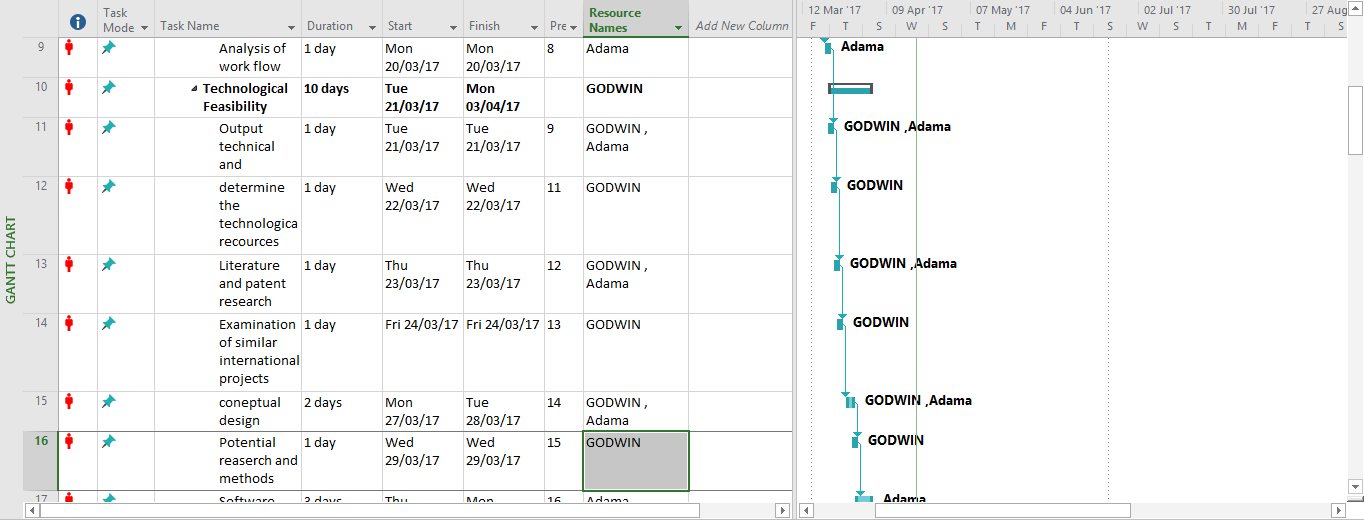 Task Mode Task Name Duration Start Finish Pre Resource Names Add New Column
12 Mar '17 09 Apr '17 07 May '17 04 Jun '17 02 Jul '17 30 Jul '17 27 Aug
F T S W S T M F T S W S T M F T S
GANTT CHART
9 Analysis of work flow 1 day Mon 20/03/17 Mon 20/03/17 8 Adama
Adama
10 Technological Feasibility 10 days Tue 21/03/17 Mon 03/04/17 GODWIN
11 Output technical and 1 day Tue 21/03/17 Tue 21/03/17 9 GODWIN , Adama
GODWIN ,Adama
12 determine the technologica recources 1 day Wed 22/03/17 Wed 22/03/17 11 GODWIN
GODWIN
13 Literature and patent research 1 day Thu 23/03/17 Thu 23/03/17 12 GODWIN , Adama
GODWIN ,Adama
14 Examination of similar international projects 1 day Fri 24/03/17 Fri 24/03/17 13 GODWIN
GODWIN
15 coneptual design 2 days Mon 27/03/17 Tue 28/03/17 14 GODWIN , Adama
GODWIN ,Adama
16 Potential reaserch and methods 1 day Wed 29/03/17 Wed 29/03/17 15 GODWIN
GODWIN
17 Software 3 days Thu Mon 16 Adama
Adama